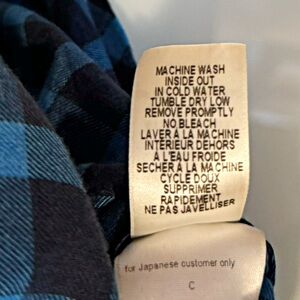 MACHINE WASH
INSIDE OUT
IN COLD WATER
TUMBLE DRY LOW
REMOVE PROMPTLY
NO BLEACH
LAVER À LA MACHINE
INTÉRIEUR DEHORS
À L'EAU FROIDE
SECHER À LA MACHINE
CYCLE DOUX
SUPPRIMER
RAPIDEMENT
NE PAS JAVELLISER
for Japanese customer only
C